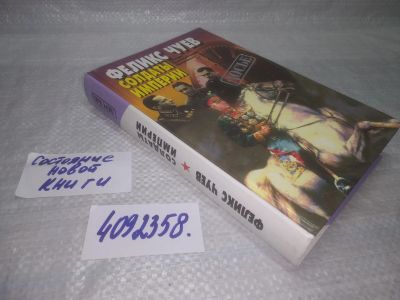 ФЕЛИКС ЧУЕВ
СОЛДАТЫ
ИМПЕРИИ
СОЛДАТЫ
ИМПЕРИИ
ФЕЛИКС ЧУЕВ
Состояние
новой
книги
4092358.